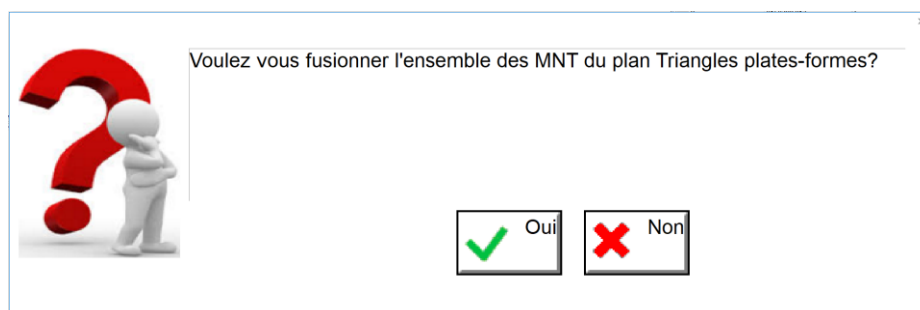 Voulez vous fusionner l'ensemble des MNT du plan Triangles plates-formes?
Oui
Non